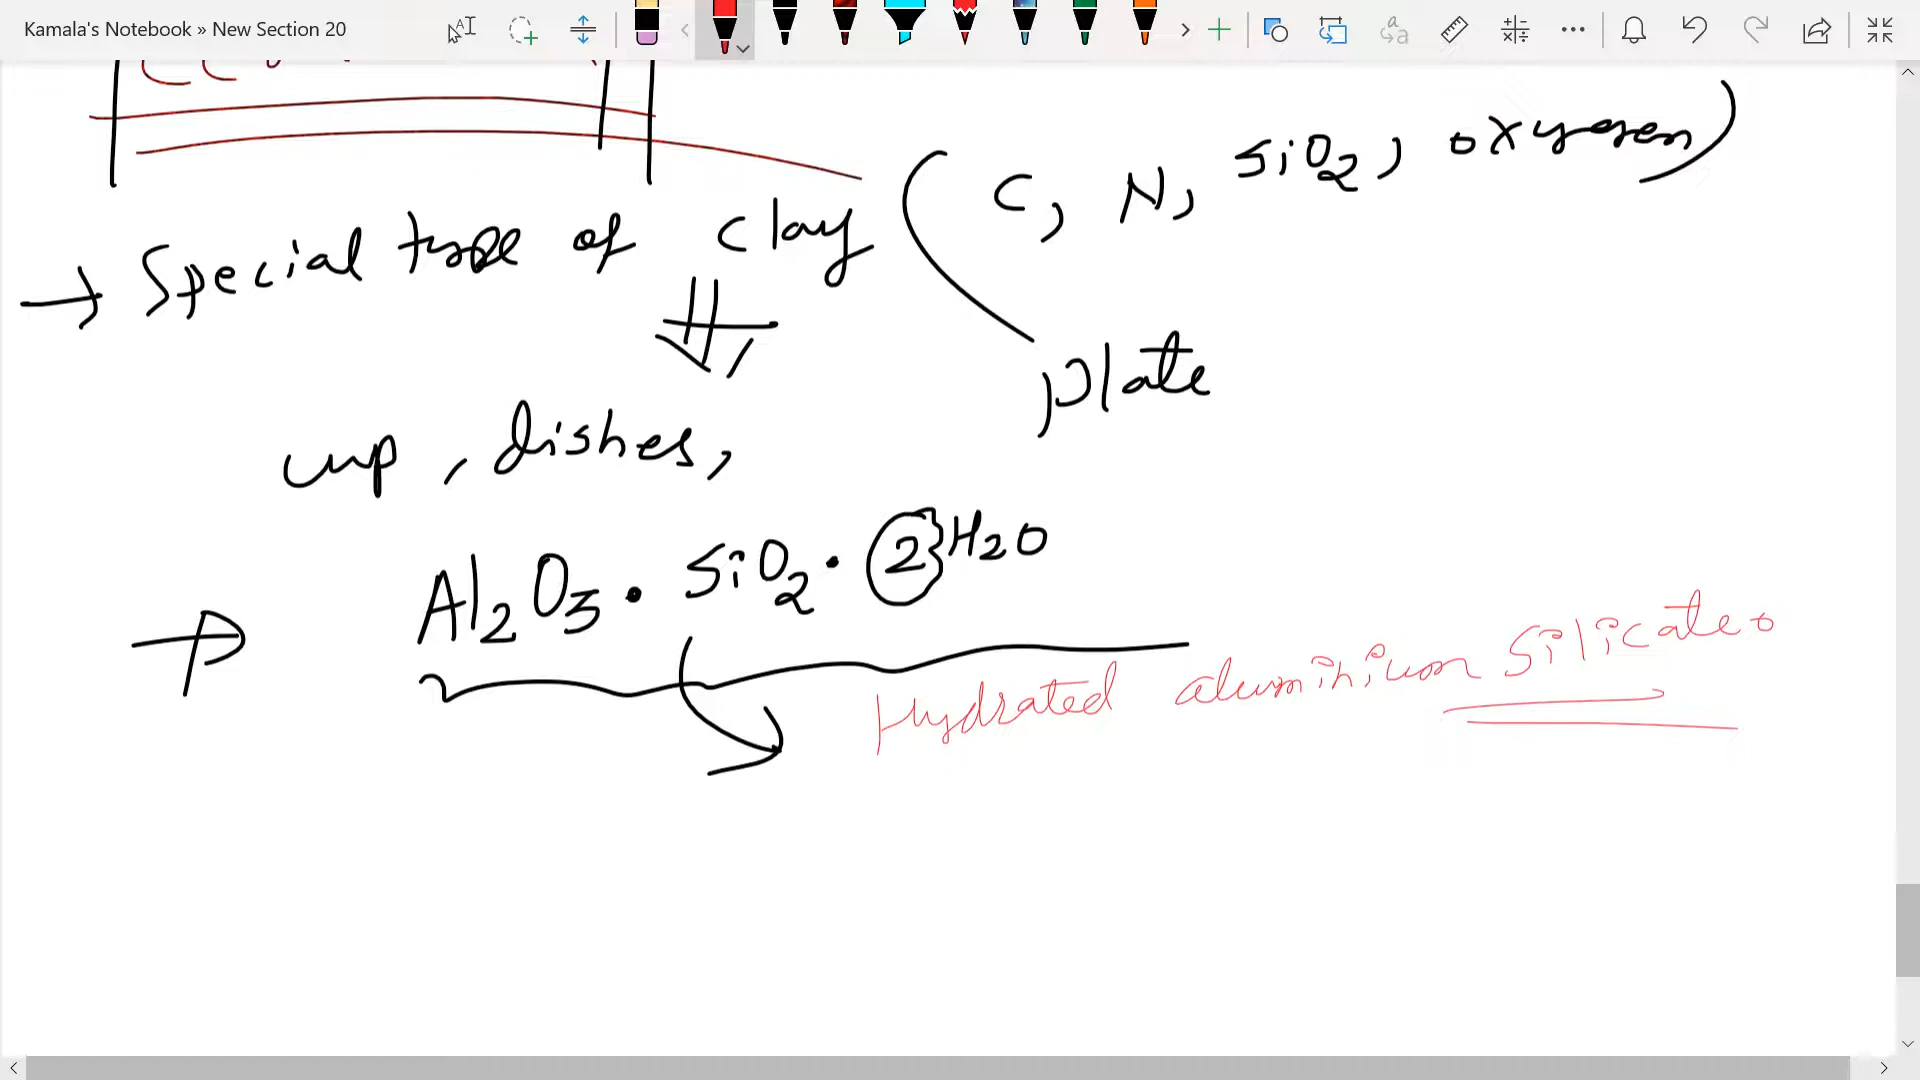 Kamala's Notebook » New Section 20
(C, N, SiO2, oxygen)
→ Special type of clay
plate
cup, dishes,
Al2O3 • SiO2 • 2H2O
Hydrated aluminium silicate